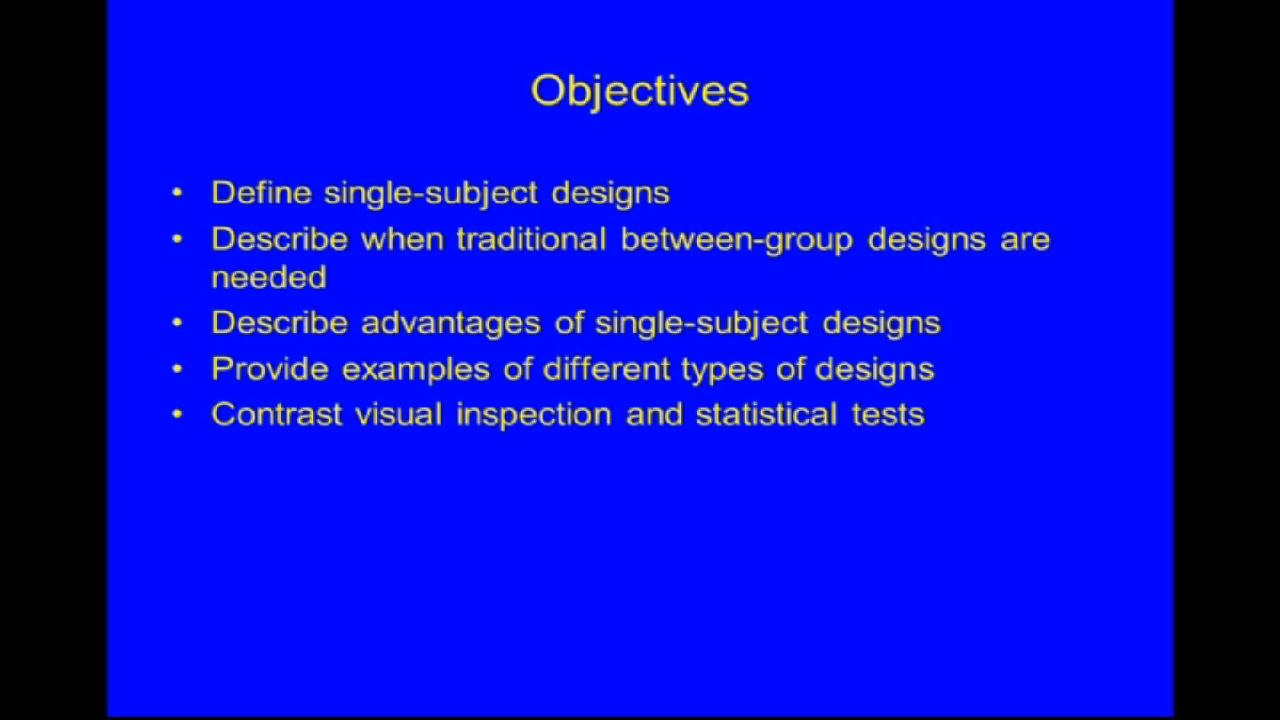 Objectives
• Define single-subject designs
• Describe when traditional between-group designs are
needed
• Describe advantages of single-subject designs
• Provide examples of different types of designs
• Contrast visual inspection and statistical tests